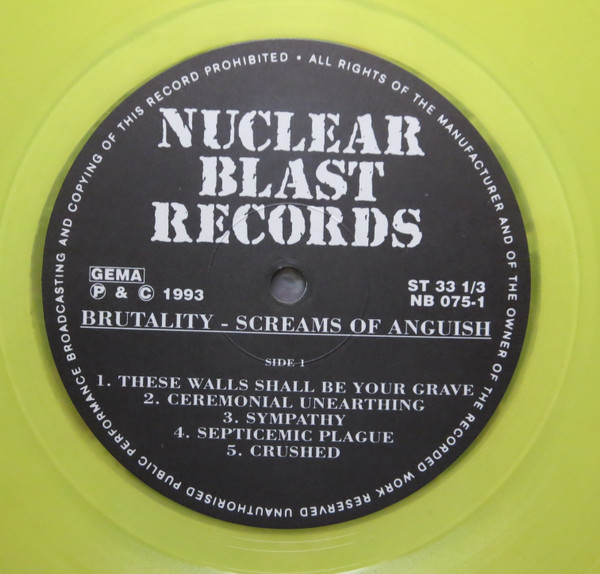 UNAUTHORISED PUBLIC PERFORMANCE BROADCASTING AND COPYING OF THIS RECORD PROHIBITED • ALL RIGHTS OF THE MANUFACTURER AND OF THE OWNER OF THE RECORDED WORK RESERVED
NUCLEAR
BLAST
RECORDS
GEMA
P & C 1993
ST 33 1/3
NB 075-1
BRUTALITY - SCREAMS OF ANGUISH
SIDE 1
1. THESE WALLS SHALL BE YOUR GRAVE
2. CEREMONIAL UNEARTHING
3. SYMPATHY
4. SEPTICEMIC PLAGUE
5. CRUSHED